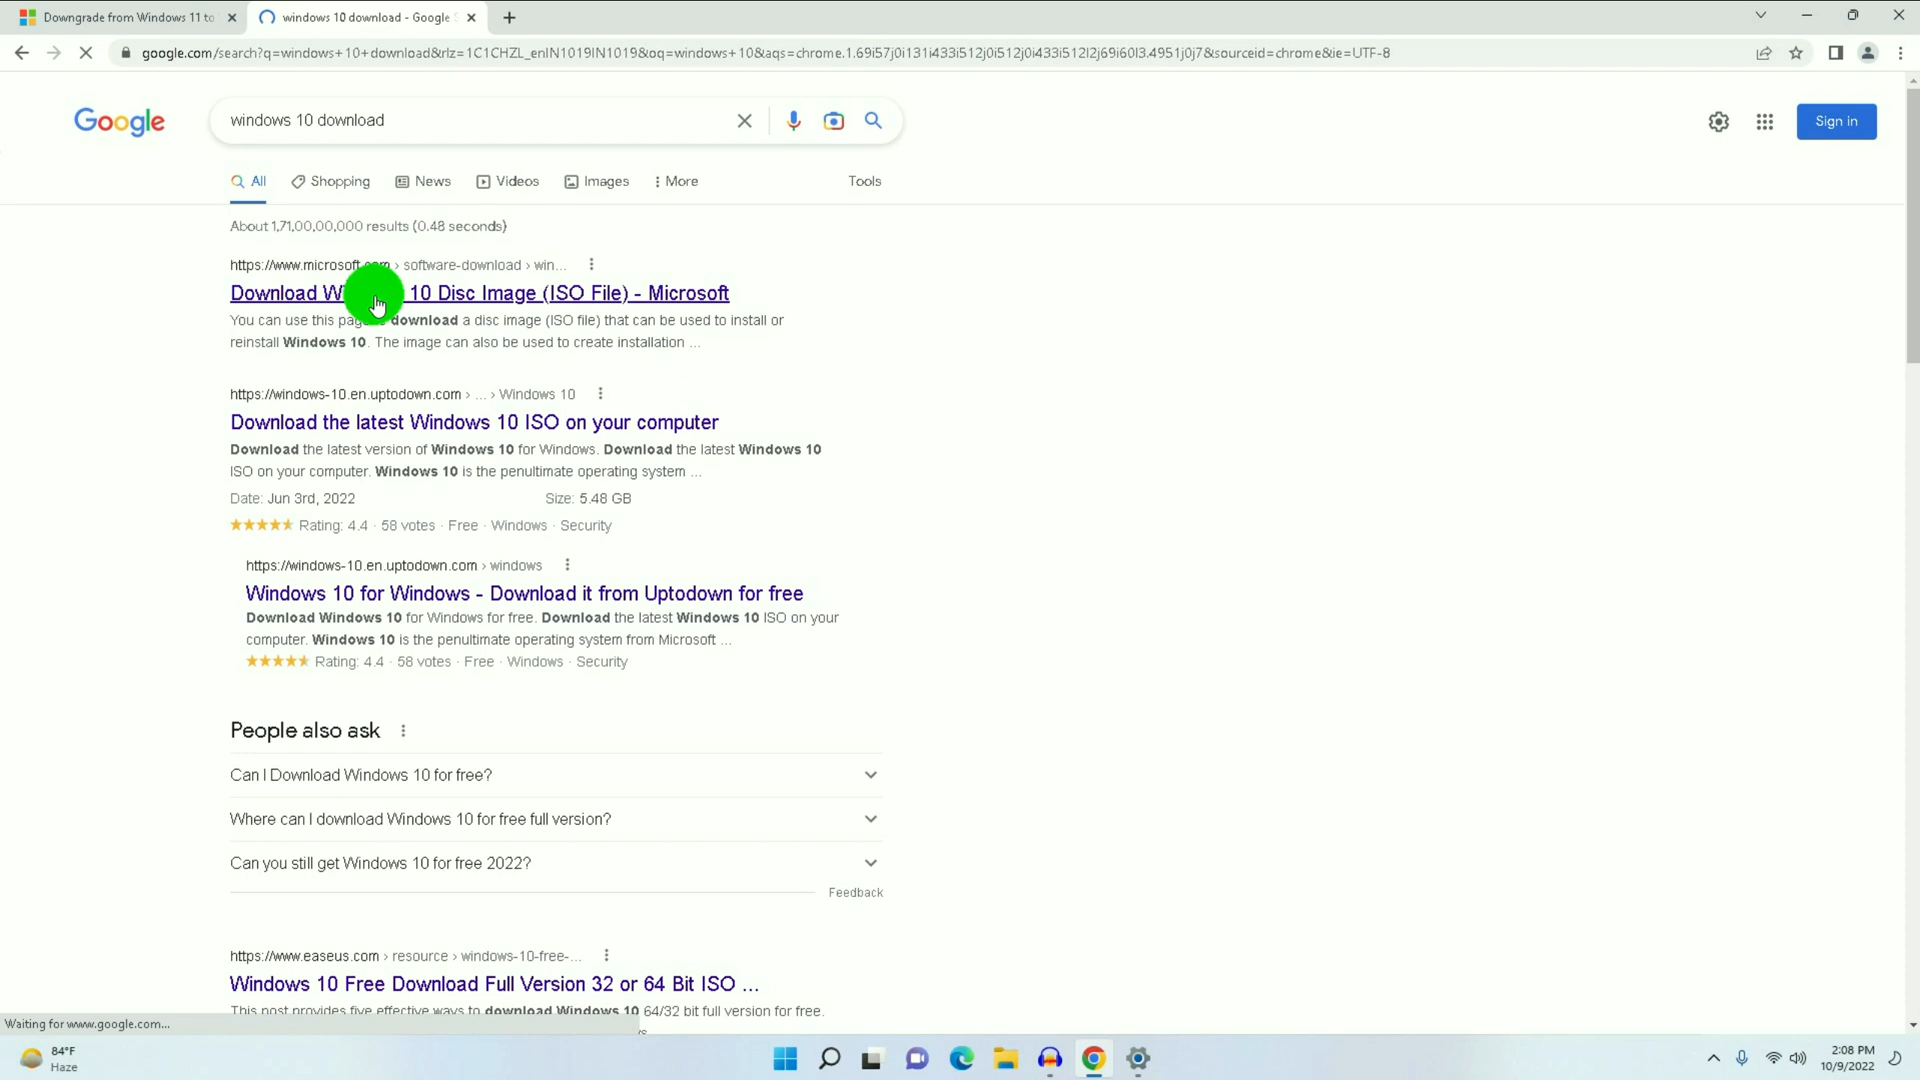 Downgrade from Windows 11 to
windows 10 download - Google S
google.com/search?q=windows+10+download&rlz=1C1CHZL_enIN1019IN1019&oq=windows+10&aqs=chrome.1.69i57j0i131i433i512j0i512j0i433i512l2j69i60l3.4951j0j7&sourceid=chrome&ie=UTF-8
Google
windows 10 download
Sign in
All
Shopping
News
Videos
Images
More
Tools
About 1,71,00,00,000 results (0.48 seconds)
https://www.microsoft.com › software-download › win...
Download Wi 10 Disc Image (ISO File) - Microsoft
You can use this page download a disc image (ISO file) that can be used to install or
reinstall Windows 10. The image can also be used to create installation ...
https://windows-10.en.uptodown.com › ... › Windows 10
Download the latest Windows 10 ISO on your computer
Download the latest version of Windows 10 for Windows. Download the latest Windows 10
ISO on your computer. Windows 10 is the penultimate operating system ...
Date: Jun 3rd, 2022 Size: 5.48 GB
Rating: 4.4 · 58 votes · Free · Windows · Security
https://windows-10.en.uptodown.com › windows
Windows 10 for Windows - Download it from Uptodown for free
Download Windows 10 for Windows for free. Download the latest Windows 10 ISO on your
computer. Windows 10 is the penultimate operating system from Microsoft ...
Rating: 4.4 · 58 votes · Free · Windows · Security
People also ask
Can I Download Windows 10 for free?
Where can I download Windows 10 for free full version?
Can you still get Windows 10 for free 2022?
Feedback
https://www.easeus.com › resource › windows-10-free-...
Windows 10 Free Download Full Version 32 or 64 Bit ISO ...
This post provides five effective ways to download Windows 10 64/32 bit full version for free.
Waiting for www.google.com...
84°F
Haze
2:08 PM
10/9/2022